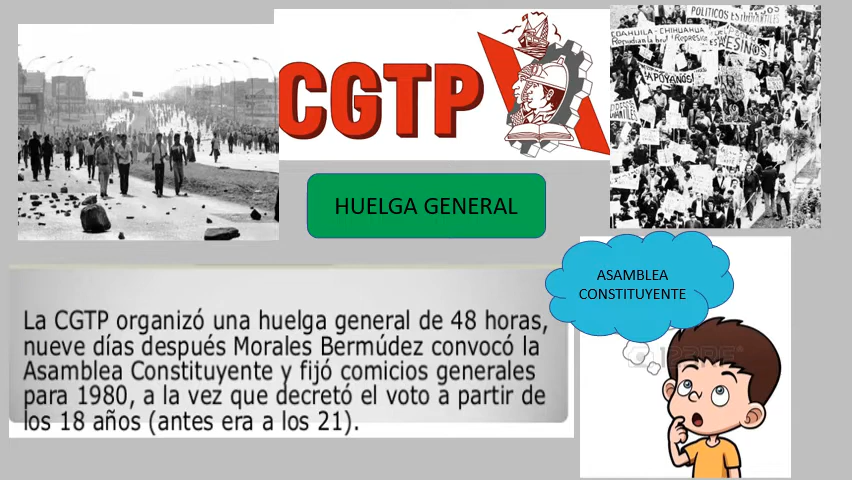 CGTP
POLITICOS ESTUDIANTILES
COAHUILA - CHIHUAHUA
¡APOYANOS!
HUELGA GENERAL
ASAMBLEA
CONSTITUYENTE
La CGTP organizó una huelga general de 48 horas,
nueve días después Morales Bermúdez convocó la
Asamblea Constituyente y fijó comicios generales
para 1980, a la vez que decretó el voto a partir de
los 18 años (antes era a los 21).